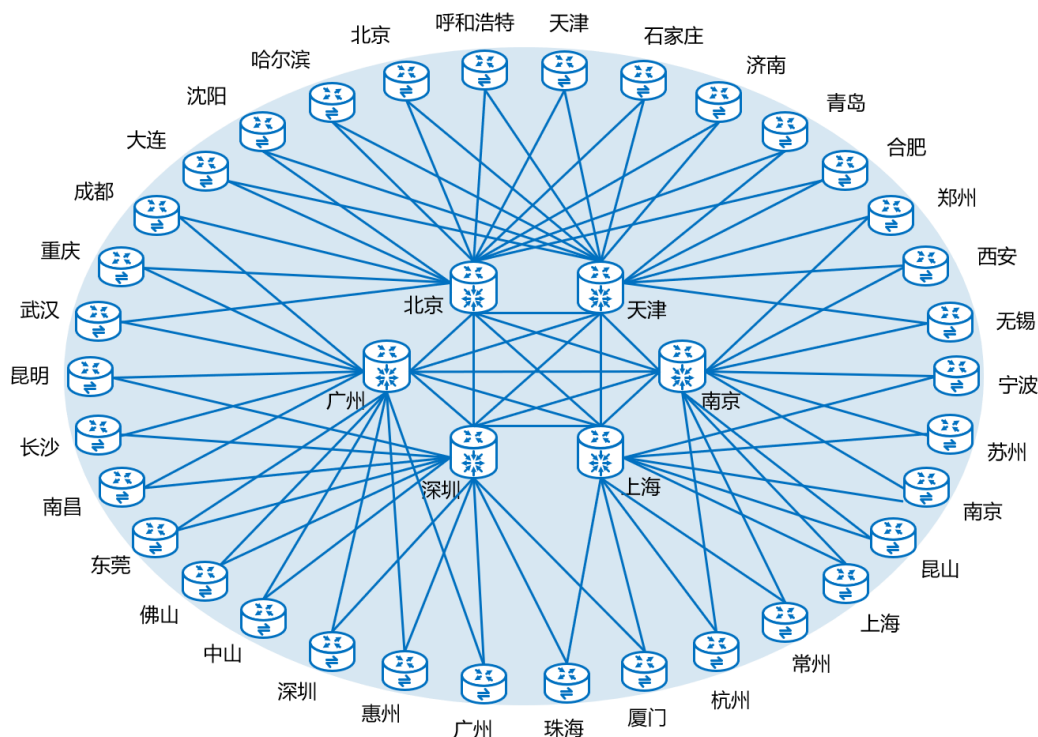 呼和浩特
天津
北京
石家庄
哈尔滨
济南
沈阳
青岛
大连
合肥
成都
郑州
重庆
西安
北京
天津
武汉
无锡
昆明
宁波
广州
南京
长沙
苏州
深圳
上海
南昌
南京
东莞
昆山
佛山
上海
中山
常州
深圳
杭州
惠州
厦门
广州
珠海